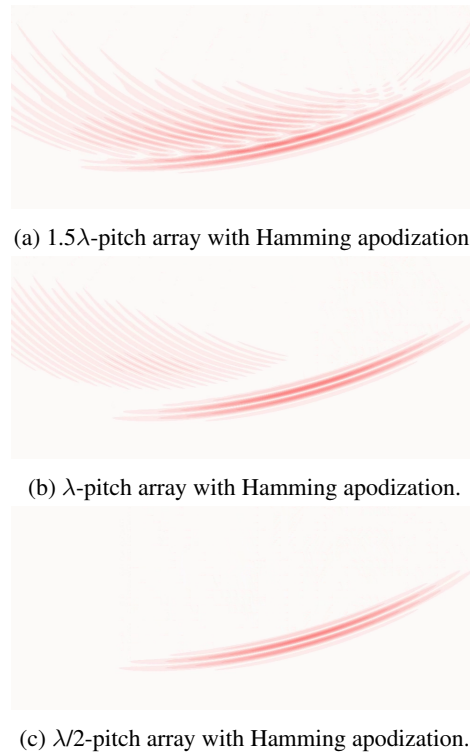 (a) 1.5λ-pitch array with Hamming apodization
(b) λ-pitch array with Hamming apodization.
(c) λ/2-pitch array with Hamming apodization.